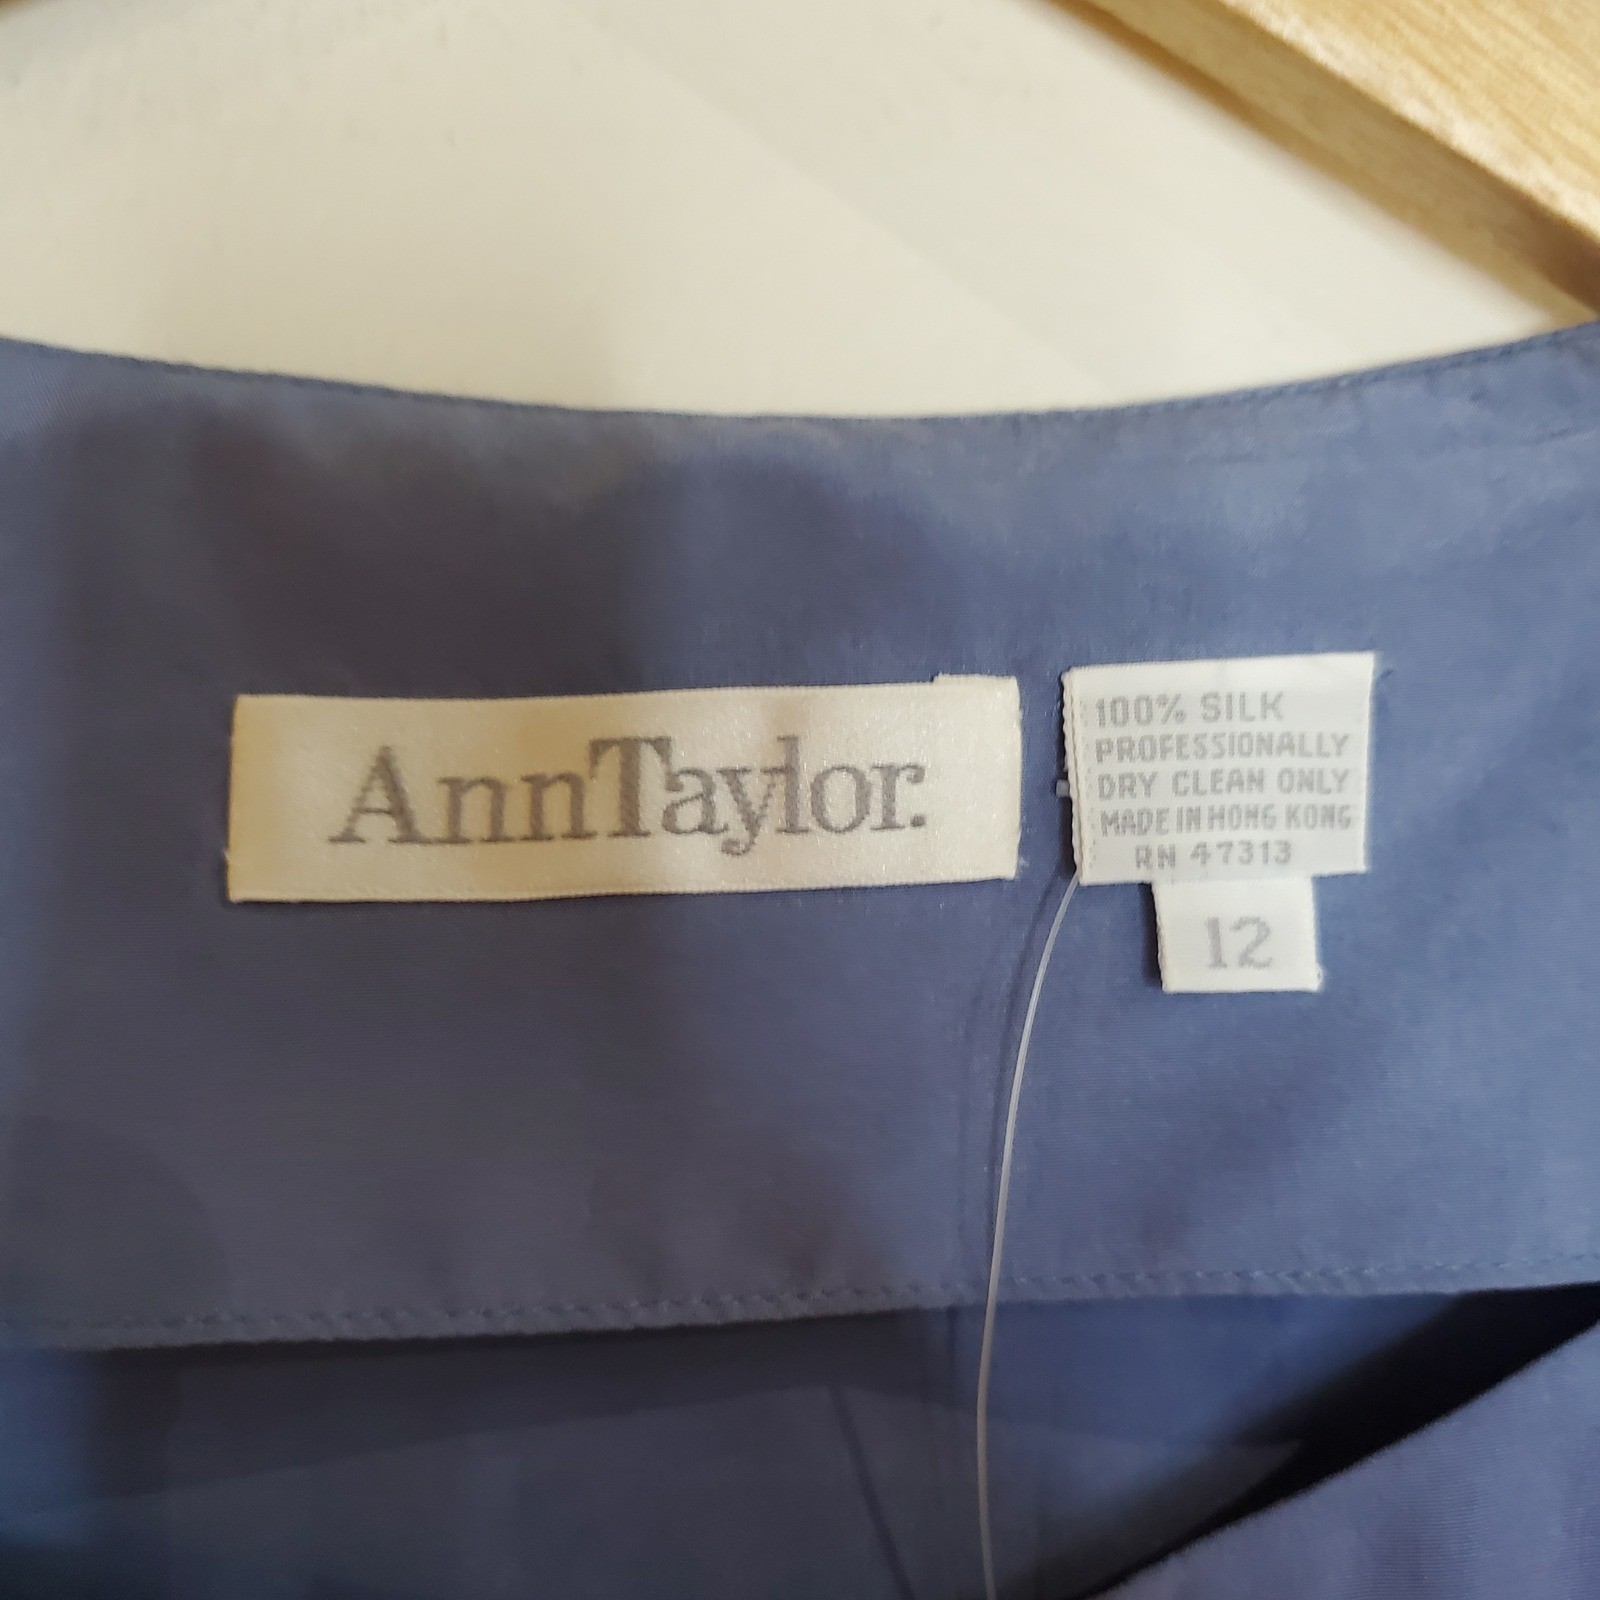 AnnTaylor.
100% SILK
PROFESSIONALLY
DRY CLEAN ONLY
MADE IN HONG KONG
RN 47313
12